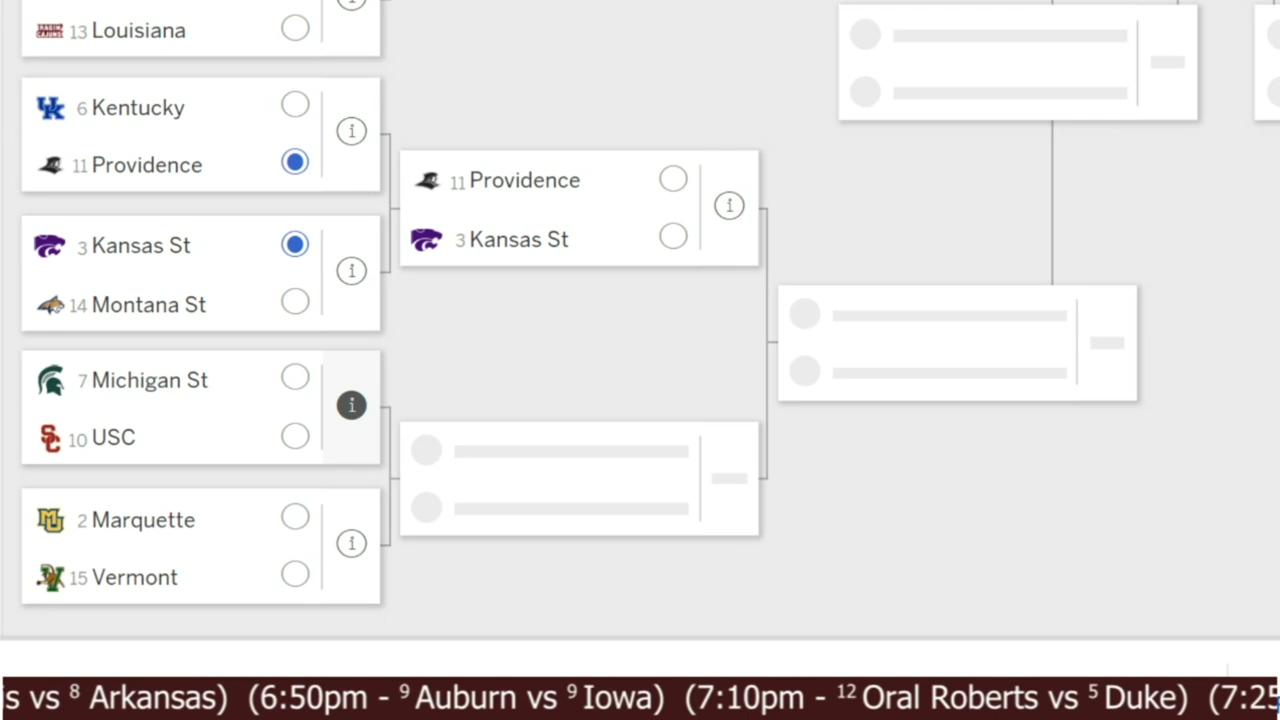 13 Louisiana
6 Kentucky
11 Providence
3 Kansas St
14 Montana St
7 Michigan St
10 USC
2 Marquette
15 Vermont
11 Providence
3 Kansas St
is vs 8 Arkansas) (6:50pm - 9 Auburn vs 9 Iowa) (7:10pm - 12 Oral Roberts vs 5 Duke) (7:25